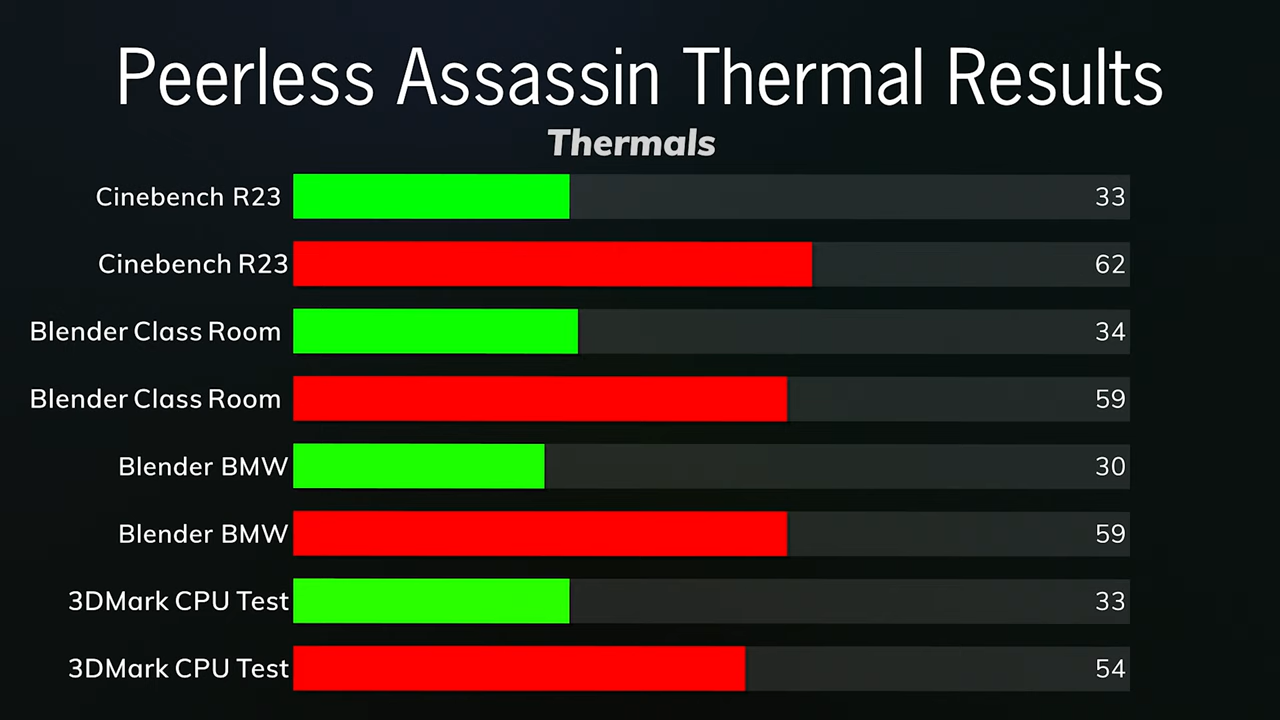 Peerless Assassin Thermal Results
Thermals
Cinebench R23 33
Cinebench R23 62
Blender Class Room 34
Blender Class Room 59
Blender BMW 30
Blender BMW 59
3DMark CPU Test 33
3DMark CPU Test 54